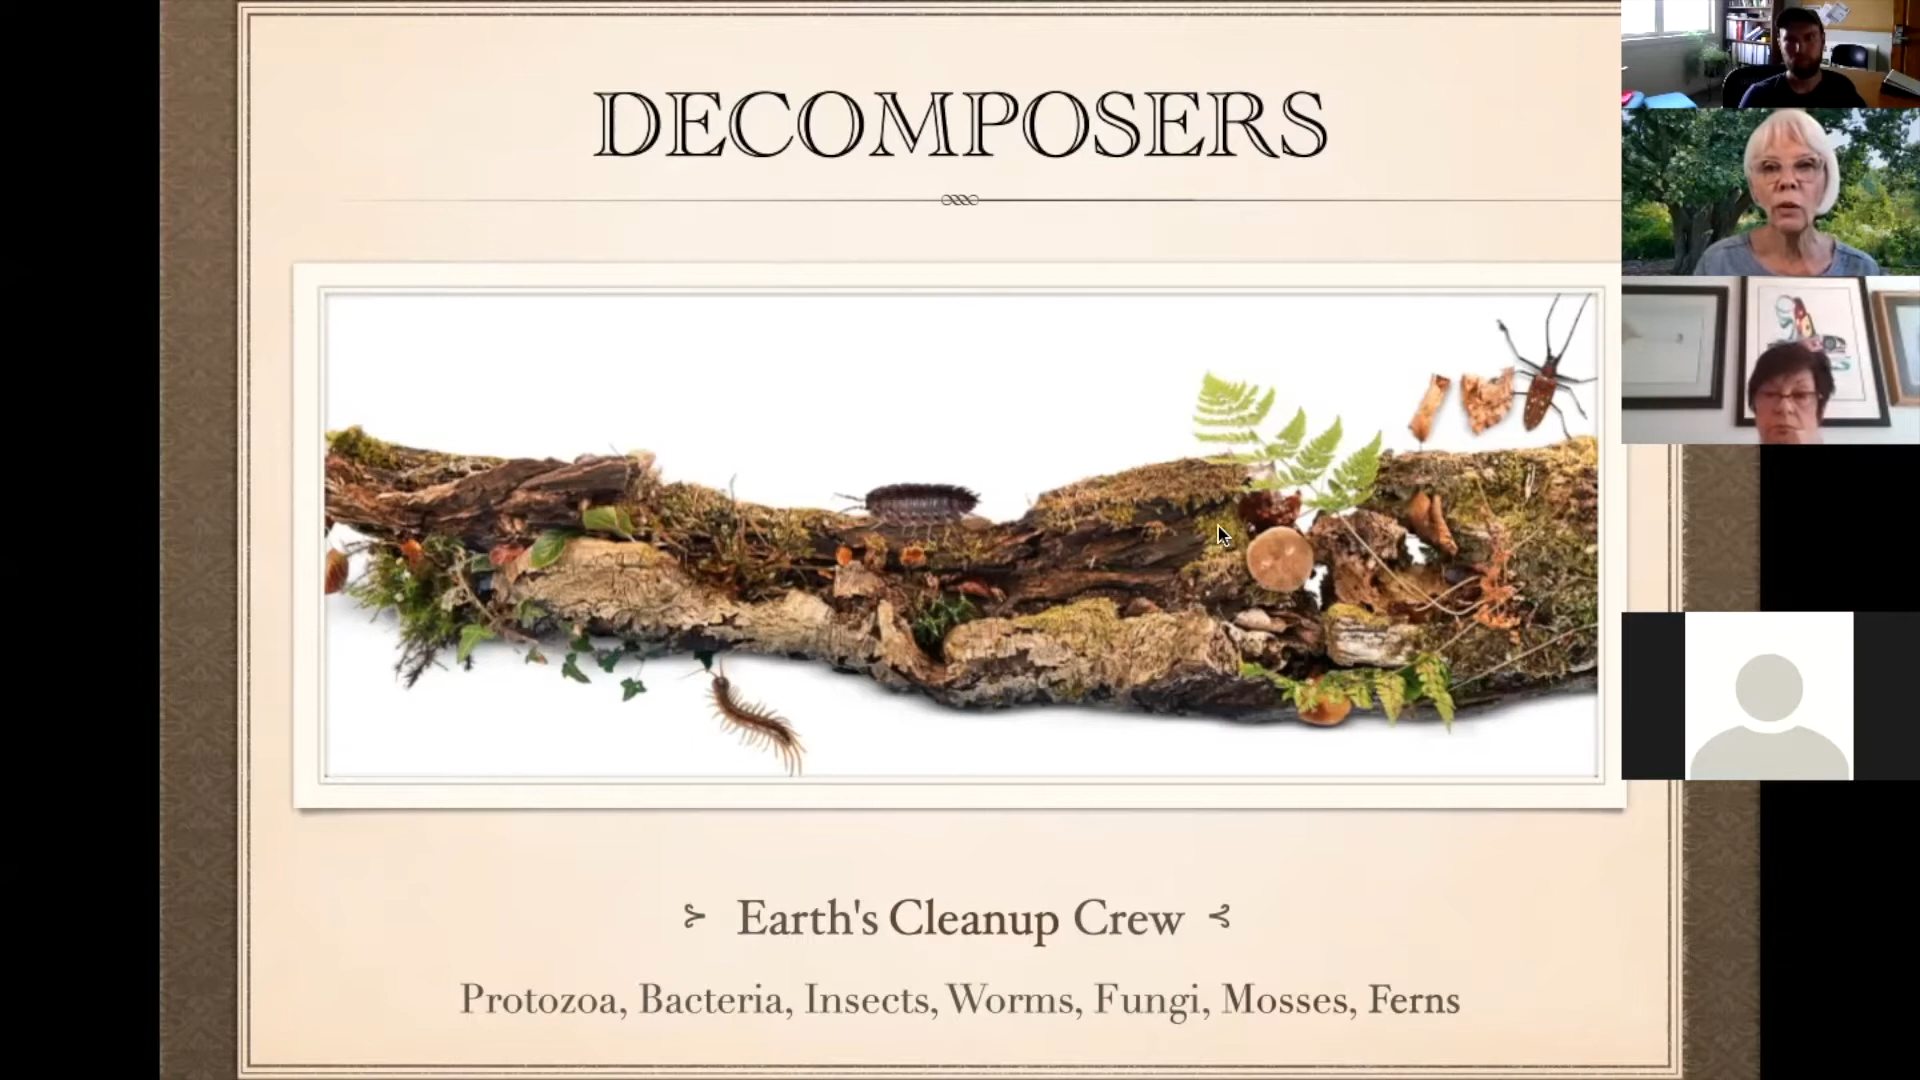 DECOMPOSERS
Earth's Cleanup Crew
Protozoa, Bacteria, Insects, Worms, Fungi, Mosses, Ferns